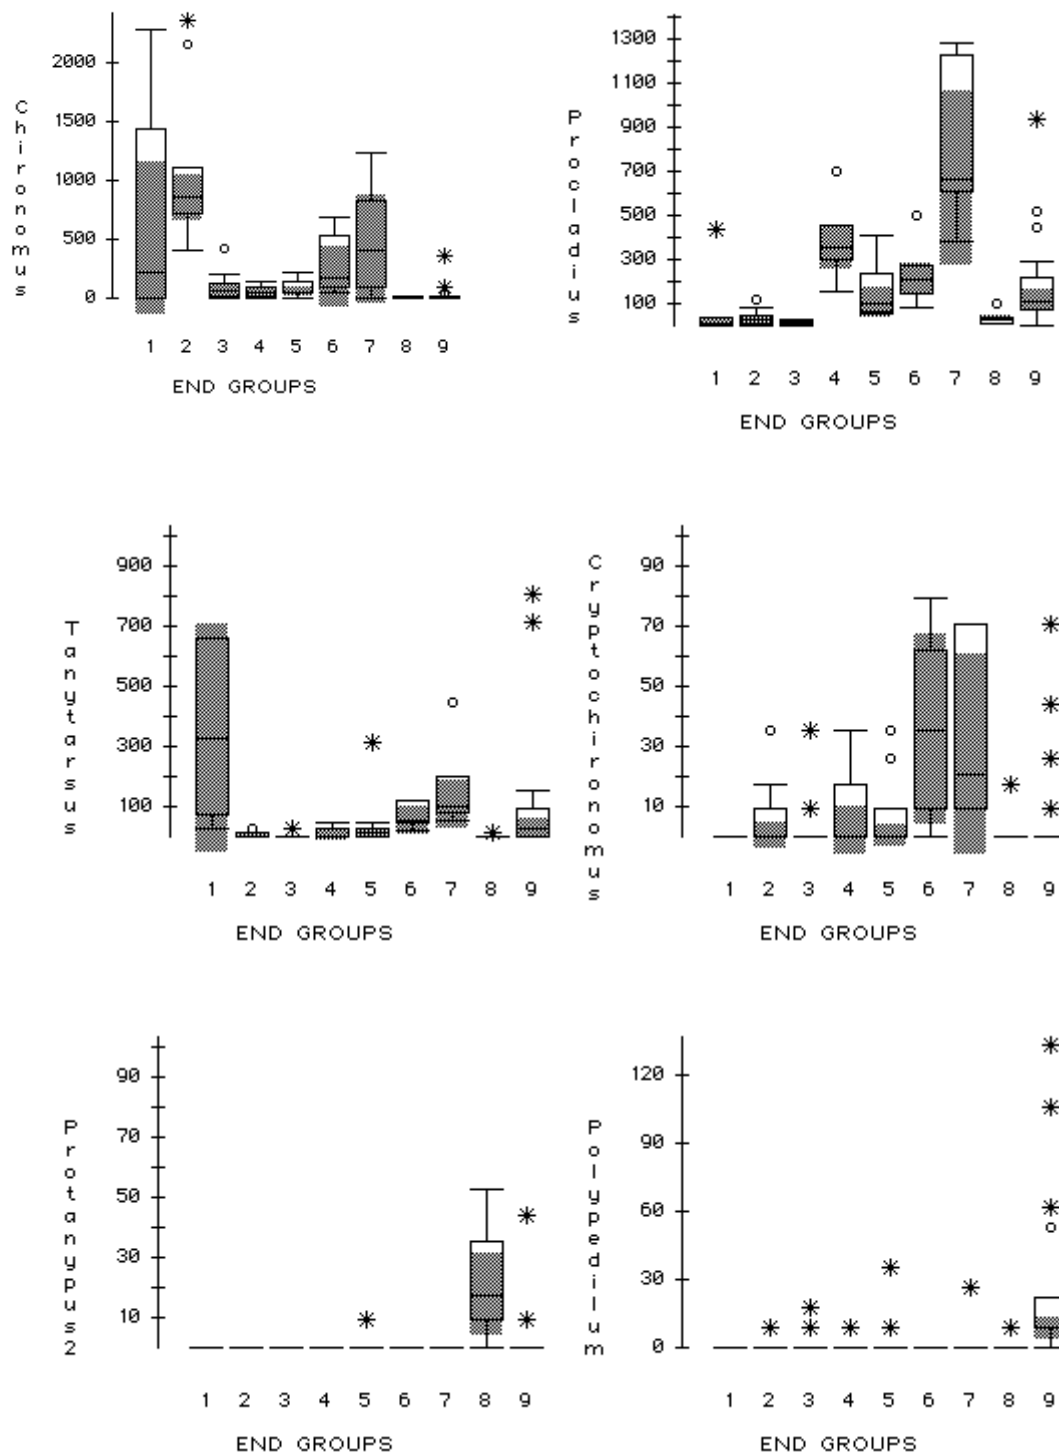 Chironomus
2000
1500
1000
500
0
1 2 3 4 5 6 7 8 9
END GROUPS
Procladius
1300
1100
900
700
500
300
100
1 2 3 4 5 6 7 8 9
END GROUPS
Tanytarsus
900
700
500
300
100
1 2 3 4 5 6 7 8 9
END GROUPS
Cryptochironomus
90
70
50
30
10
1 2 3 4 5 6 7 8 9
END GROUPS
Protanypus2
90
70
50
30
10
1 2 3 4 5 6 7 8 9
END GROUPS
Polypedilum
120
90
60
30
0
1 2 3 4 5 6 7 8 9
END GROUPS